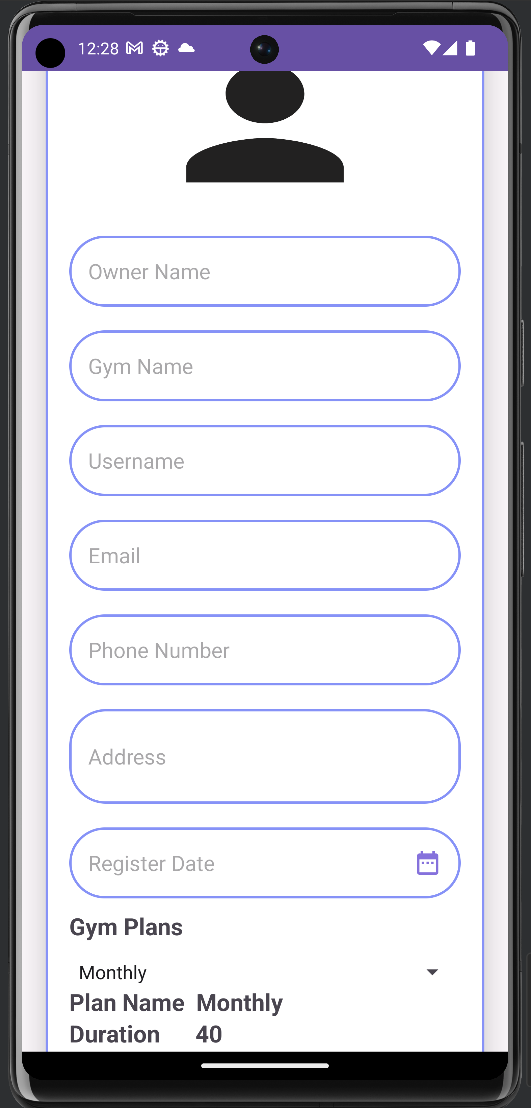 12:28
Owner Name
Gym Name
Username
Email
Phone Number
Address
Register Date
Gym Plans
Monthly
Plan Name Monthly
Duration 40